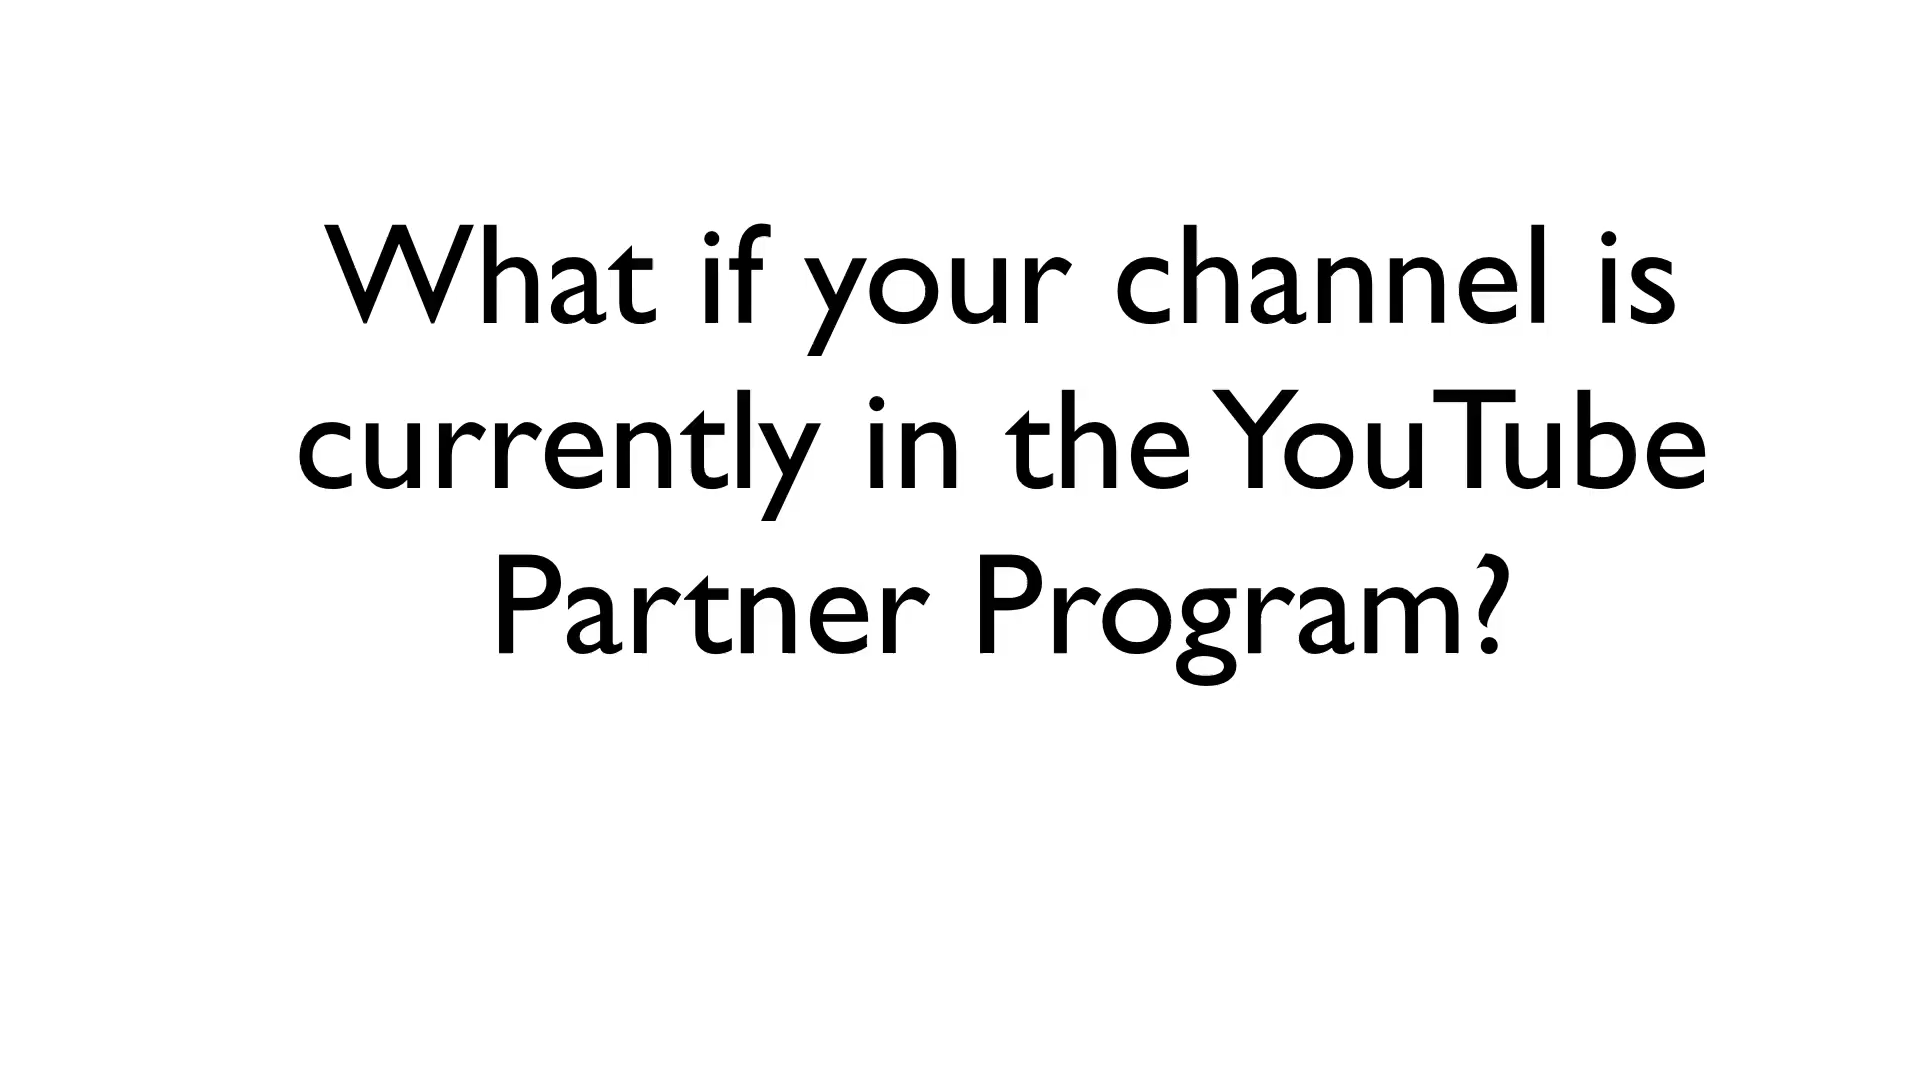 What if your channel is
currently in the YouTube
Partner Program?